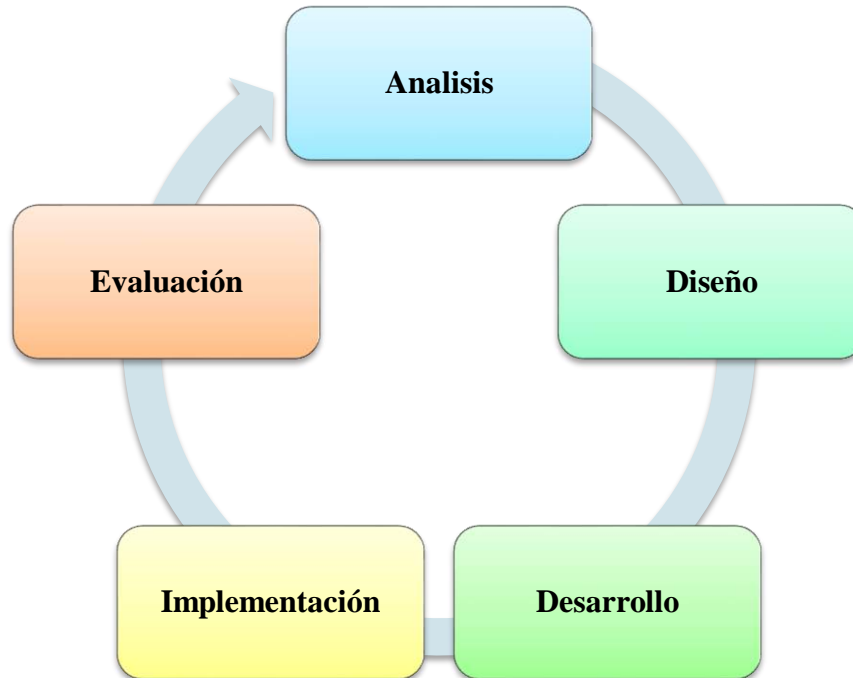 Analisis
Diseño
Desarrollo
Implementación
Evaluación